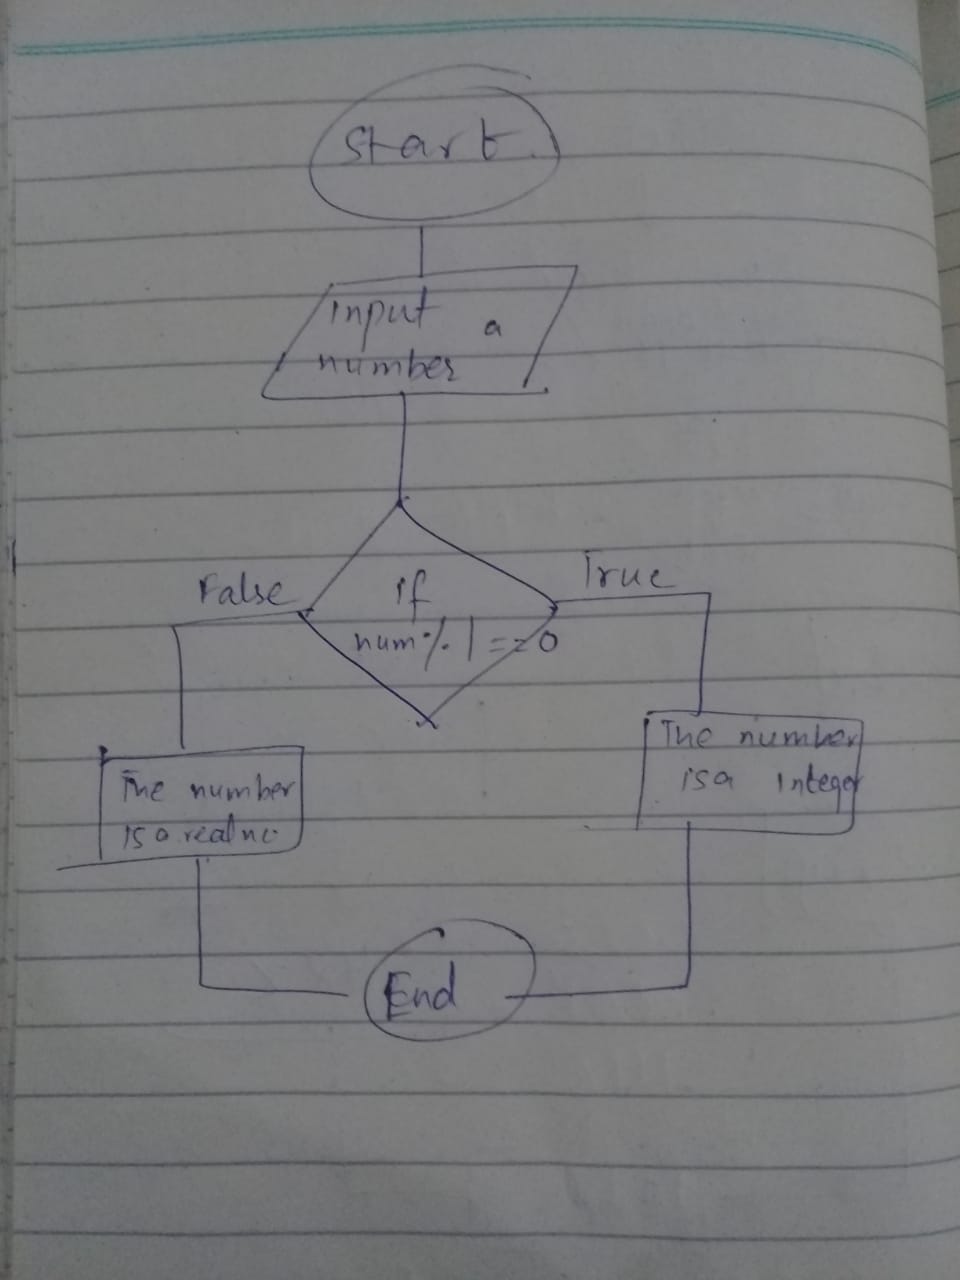 Start
Input a
number
False
True
if
num % 1 == 0
The number
is a integer
The number
is a real no
End